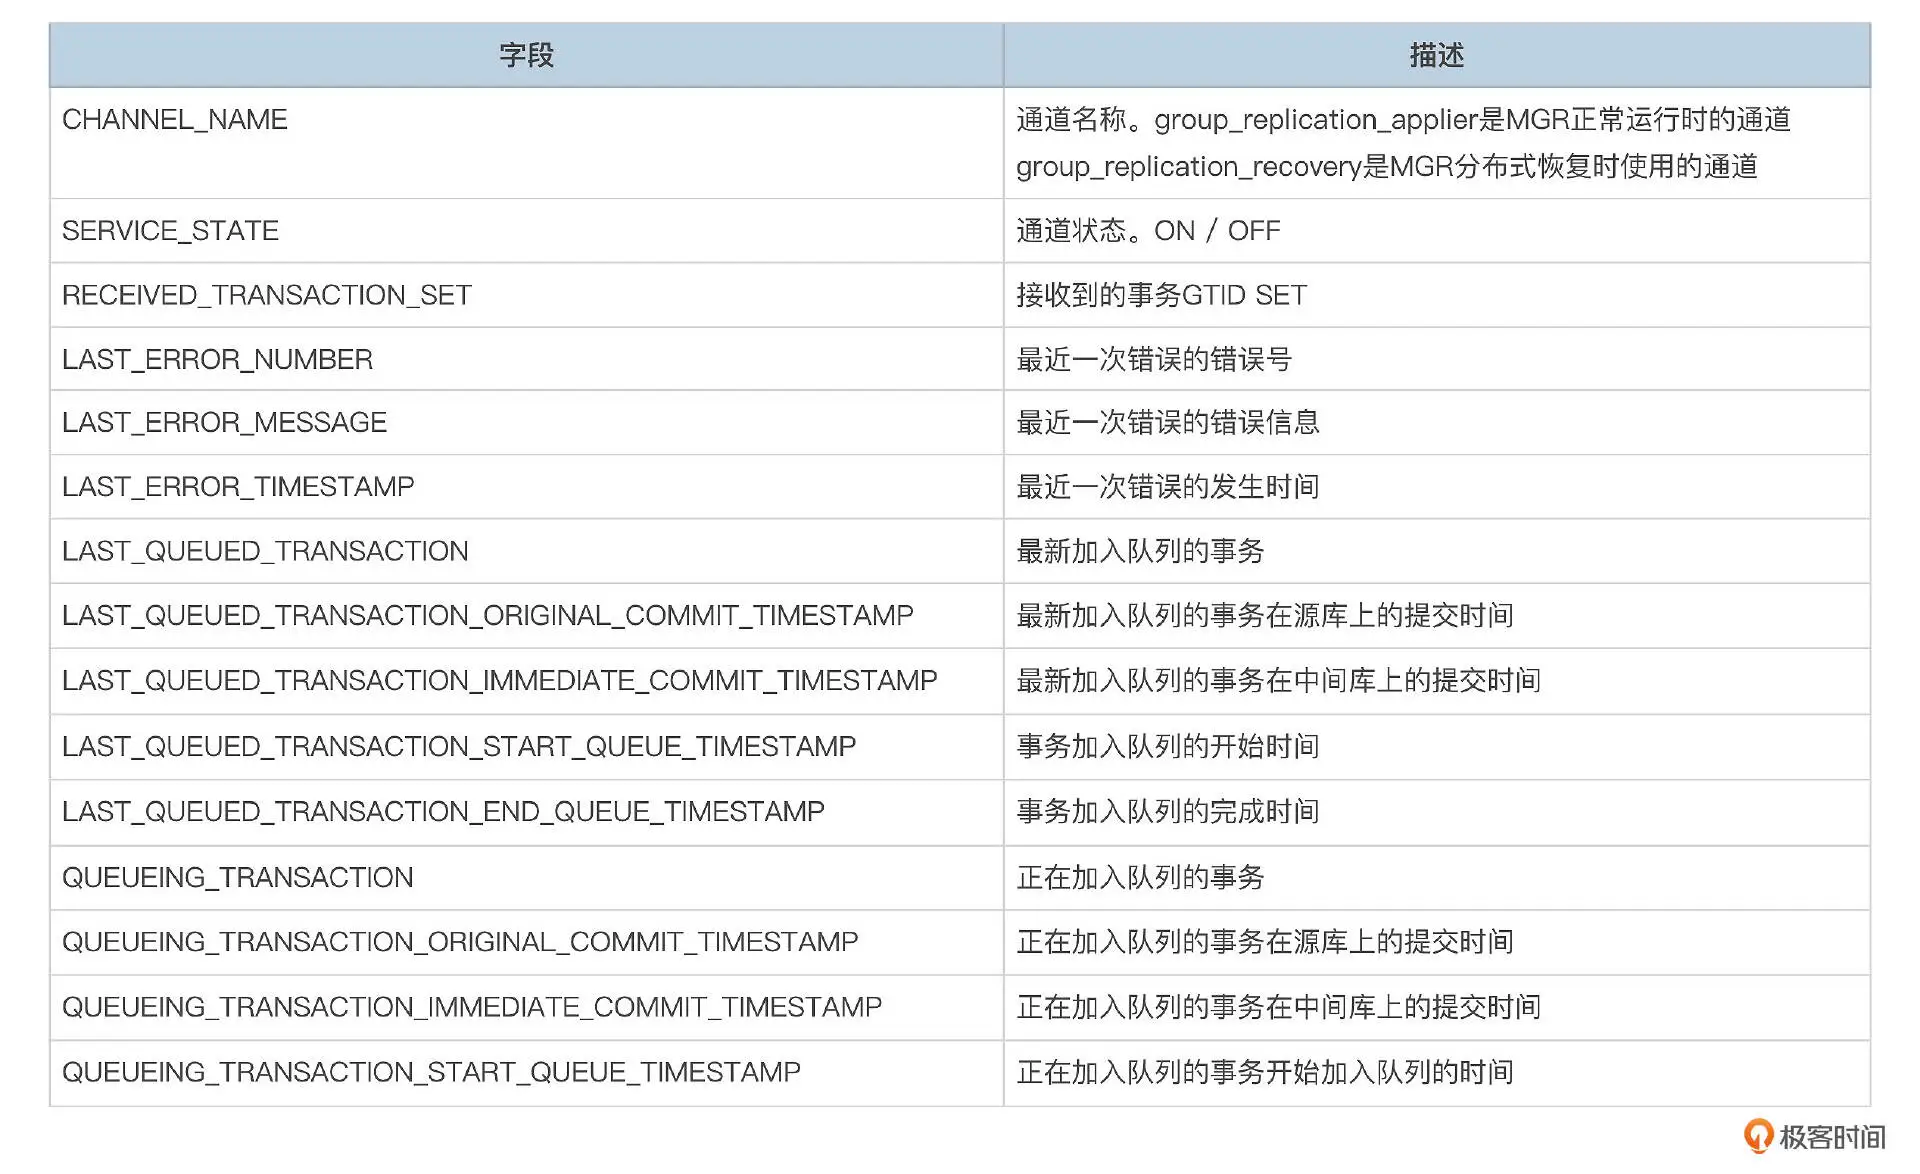 字段 描述
CHANNEL_NAME 通道名称。group_replication_applier是MGR正常运行时的通道
group_replication_recovery是MGR分布式恢复时使用的通道
SERVICE_STATE 通道状态。ON / OFF
RECEIVED_TRANSACTION_SET 接收到的事务GTID SET
LAST_ERROR_NUMBER 最近一次错误的错误号
LAST_ERROR_MESSAGE 最近一次错误的错误信息
LAST_ERROR_TIMESTAMP 最近一次错误的发生时间
LAST_QUEUED_TRANSACTION 最新加入队列的事务
LAST_QUEUED_TRANSACTION_ORIGINAL_COMMIT_TIMESTAMP 最新加入队列的事务在源库上的提交时间
LAST_QUEUED_TRANSACTION_IMMEDIATE_COMMIT_TIMESTAMP 最新加入队列的事务在中间库上的提交时间
LAST_QUEUED_TRANSACTION_START_QUEUE_TIMESTAMP 事务加入队列的开始时间
LAST_QUEUED_TRANSACTION_END_QUEUE_TIMESTAMP 事务加入队列的完成时间
QUEUEING_TRANSACTION 正在加入队列的事务
QUEUEING_TRANSACTION_ORIGINAL_COMMIT_TIMESTAMP 正在加入队列的事务在源库上的提交时间
QUEUEING_TRANSACTION_IMMEDIATE_COMMIT_TIMESTAMP 正在加入队列的事务在中间库上的提交时间
QUEUEING_TRANSACTION_START_QUEUE_TIMESTAMP 正在加入队列的事务开始加入队列的时间
极客时间